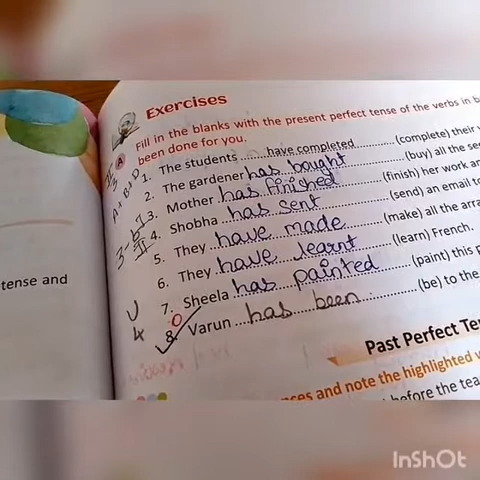 Exercises
A Fill in the blanks with the present perfect tense of the verbs in b
been done for you.
1. The students ......have completed............ (complete) their
2. The gardener has bought (buy) all the see
3. Mother has finished (finish) her work an
4. Shobha has sent (send) an email to
5. They have made (make) all the arra
6. They have learnt (learn) French.
7. Sheela has painted (paint) this p
8. Varun ...has been............ (be) to the
tense and
Past Perfect Te
ces and note the highlighted v
before the tea
InShOt